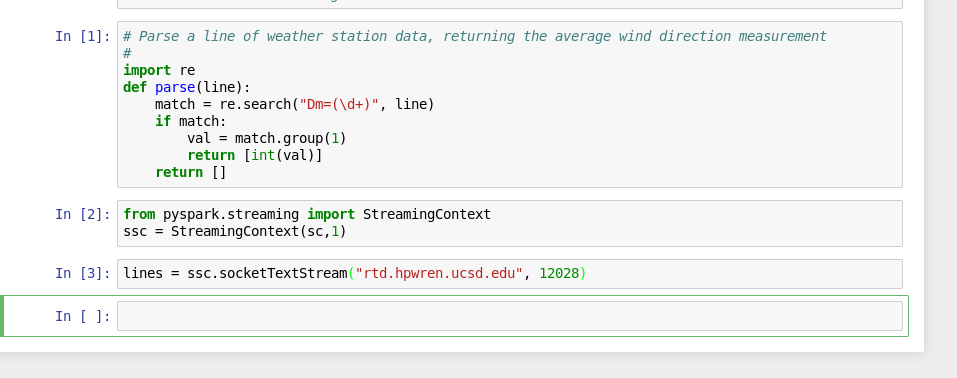 In [1]: # Parse a line of weather station data, returning the average wind direction measurement
#
import re
def parse(line):
    match = re.search("Dm=(\d+)", line)
    if match:
        val = match.group(1)
        return [int(val)]
    return []
In [2]: from pyspark.streaming import StreamingContext
ssc = StreamingContext(sc,1)
In [3]: lines = ssc.socketTextStream("rtd.hpwren.ucsd.edu", 12028)
In [ ]: